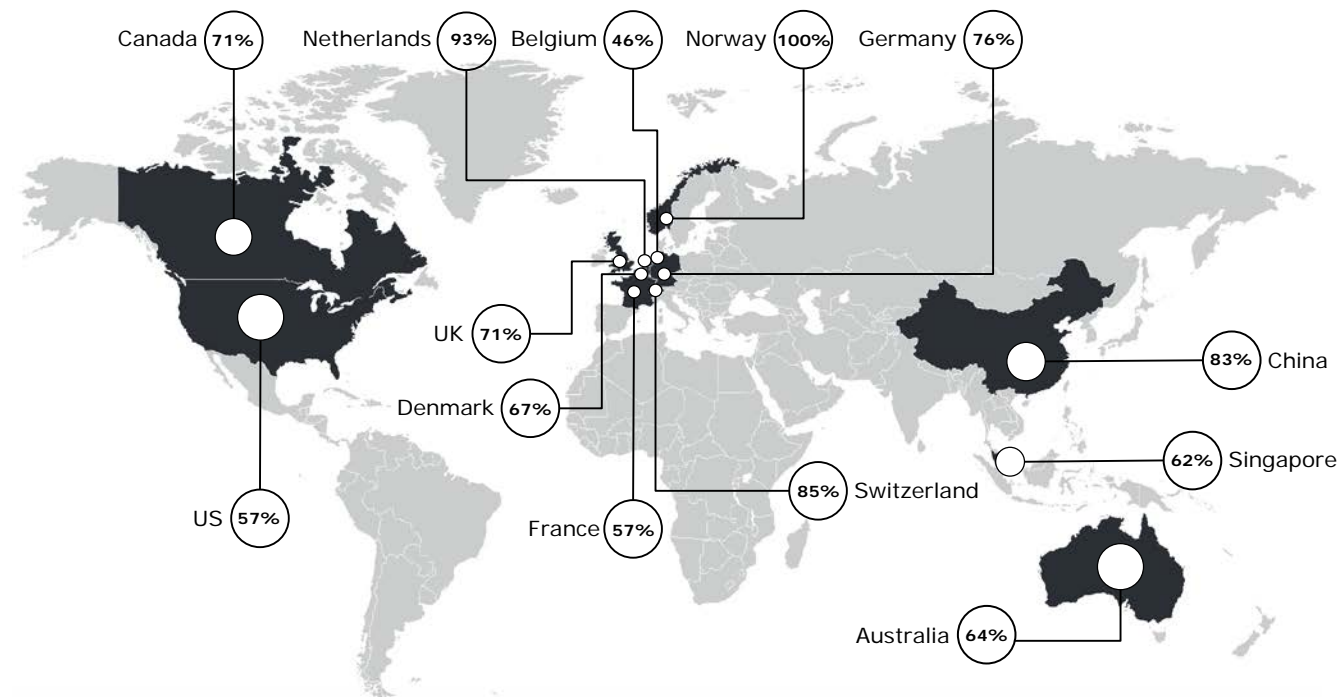 Canada 71%
Netherlands 93%
Belgium 46%
Norway 100%
Germany 76%
UK 71%
China 83%
Denmark 67%
62% Singapore
85% Switzerland
US 57%
France 57%
Australia 64%